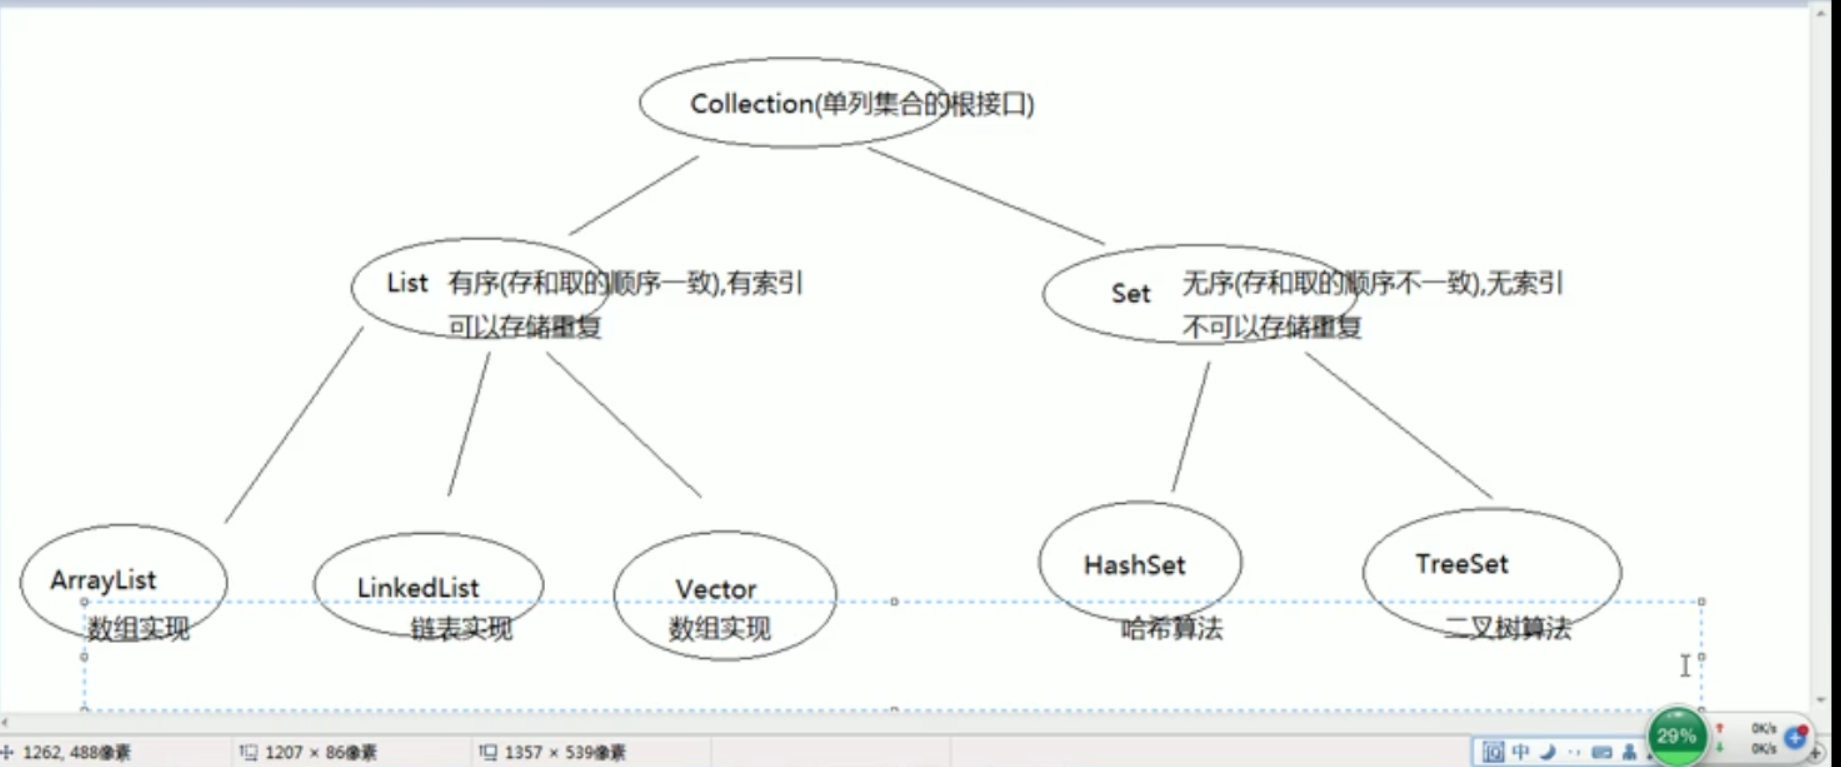 Collection(单列集合的根接口)
List 有序(存和取的顺序一致),有索引
可以存储重复
Set 无序(存和取的顺序不一致),无索引
不可以存储重复
ArrayList
数组实现
LinkedList
链表实现
Vector
数组实现
HashSet
哈希算法
TreeSet
二叉树算法
1262, 488像素
1207 × 86像素
1357 × 539像素
中
29%
0K/s
0K/s